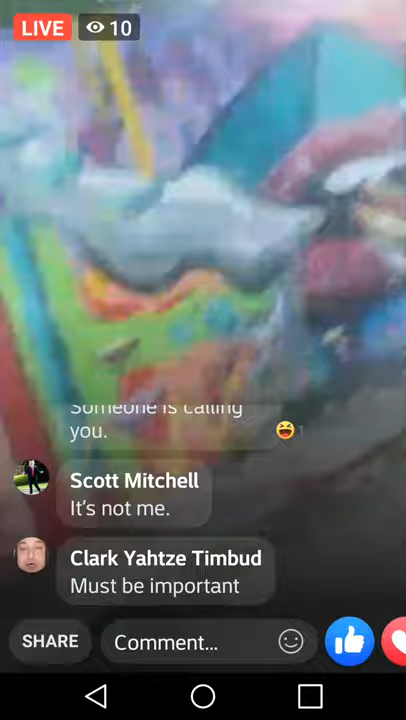 LIVE 10
Someone is calling
you.
1
Scott Mitchell
It's not me.
Clark Yahtze Timbud
Must be important
SHARE Comment...